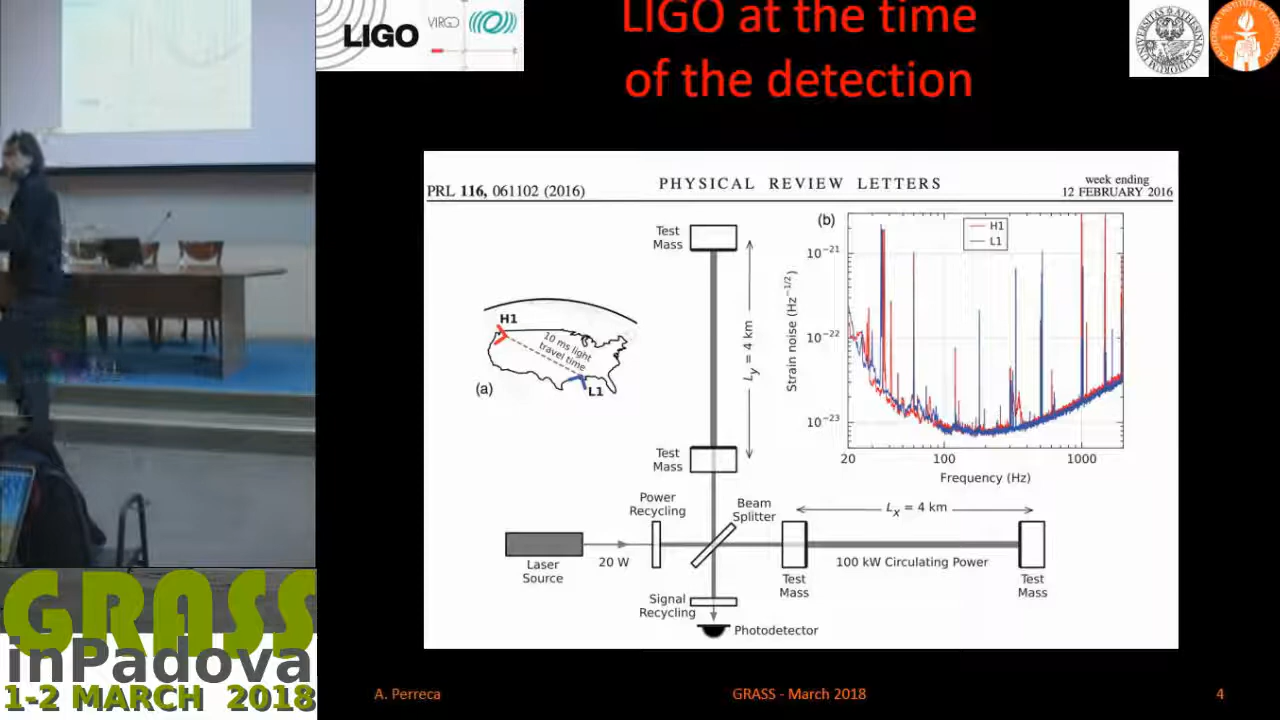 LIGO
VIRGO
LIGO at the time
of the detection
PRL 116, 061102 (2016)
PHYSICAL REVIEW LETTERS
week ending
12 FEBRUARY 2016
Test
Mass
(b)
H1
L1
10⁻²¹
10⁻²²
10⁻²³
Strain noise (Hz⁻¹/²)
20
100
1000
Frequency (Hz)
H1
10 ms light
travel time
L1
(a)
Ly = 4 km
Test
Mass
Power
Recycling
Beam
Splitter
Lx = 4 km
Laser
Source
20 W
100 kW Circulating Power
Test
Mass
Test
Mass
Signal
Recycling
Photodetector
GRASS
inPadova
1-2 MARCH 2018
A. Perreca
GRASS - March 2018
4